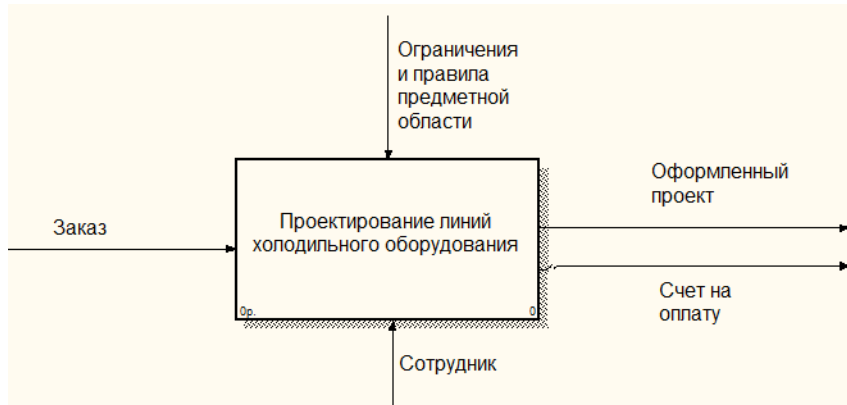 Ограничения
и правила
предметной
области
Оформленный
проект
Заказ
Проектирование линий
холодильного оборудования
Счет на
оплату
0р.
0
Сотрудник